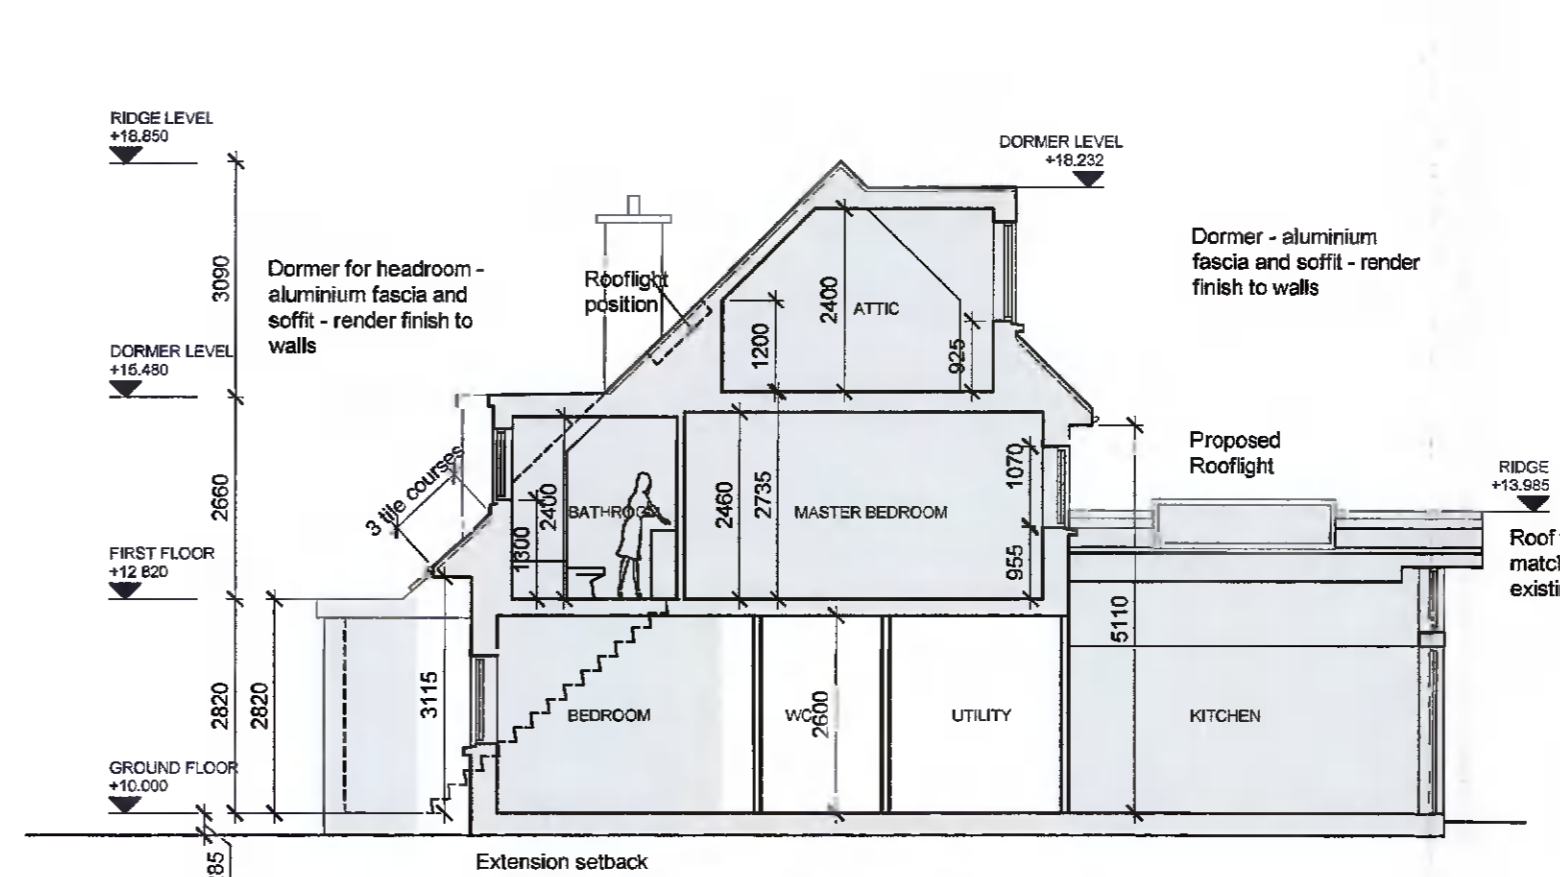 RIDGE LEVEL
+18.850
DORMER LEVEL
+18.232
Dormer - aluminium
fascia and soffit - render
finish to walls
3090
Dormer for headroom -
aluminium fascia and
soffit - render finish to
walls
Rooflight
position
2400
ATTIC
1200
925
DORMER LEVEL
+15.480
Proposed
Rooflight
RIDGE
+13.985
3 tile courses
2660
2400
BATHROOM
1300
2460
2735
MASTER BEDROOM
1070
955
Roof
existi
FIRST FLOOR
+12 820
5110
2820
2820
3115
BEDROOM
WC
2600
UTILITY
KITCHEN
GROUND FLOOR
+10.000
Extension setback